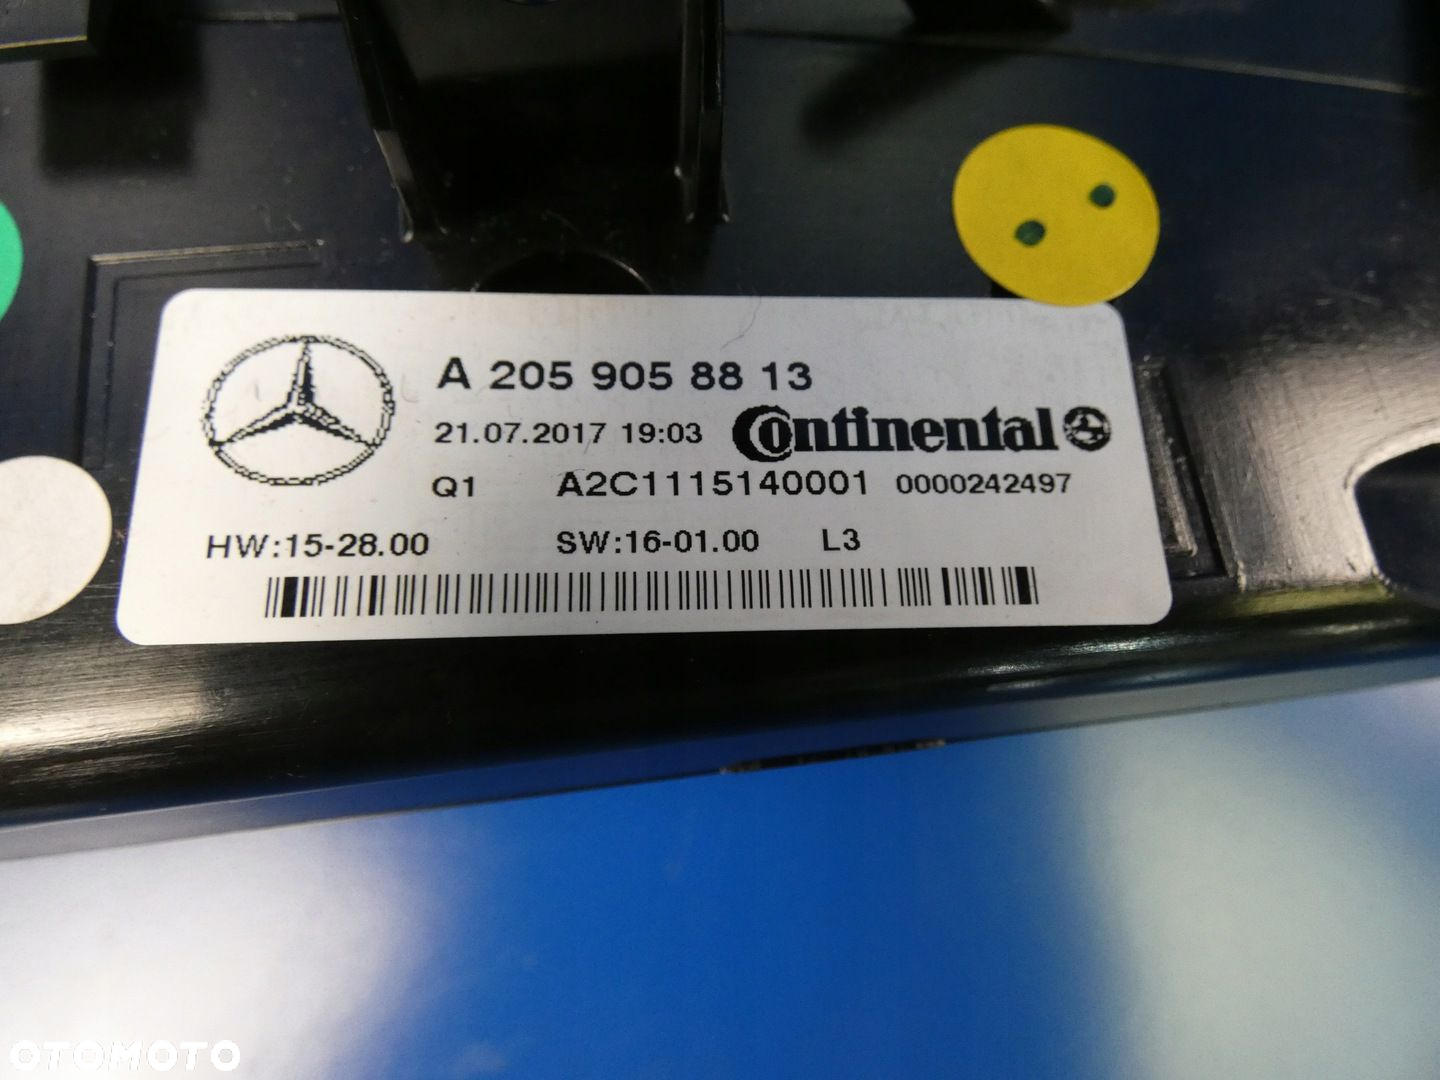 A 205 905 88 13
21.07.2017 19:03 Continental
Q1 A2C1115140001 0000242497
HW:15-28.00 SW:16-01.00 L3
OTOMOTO